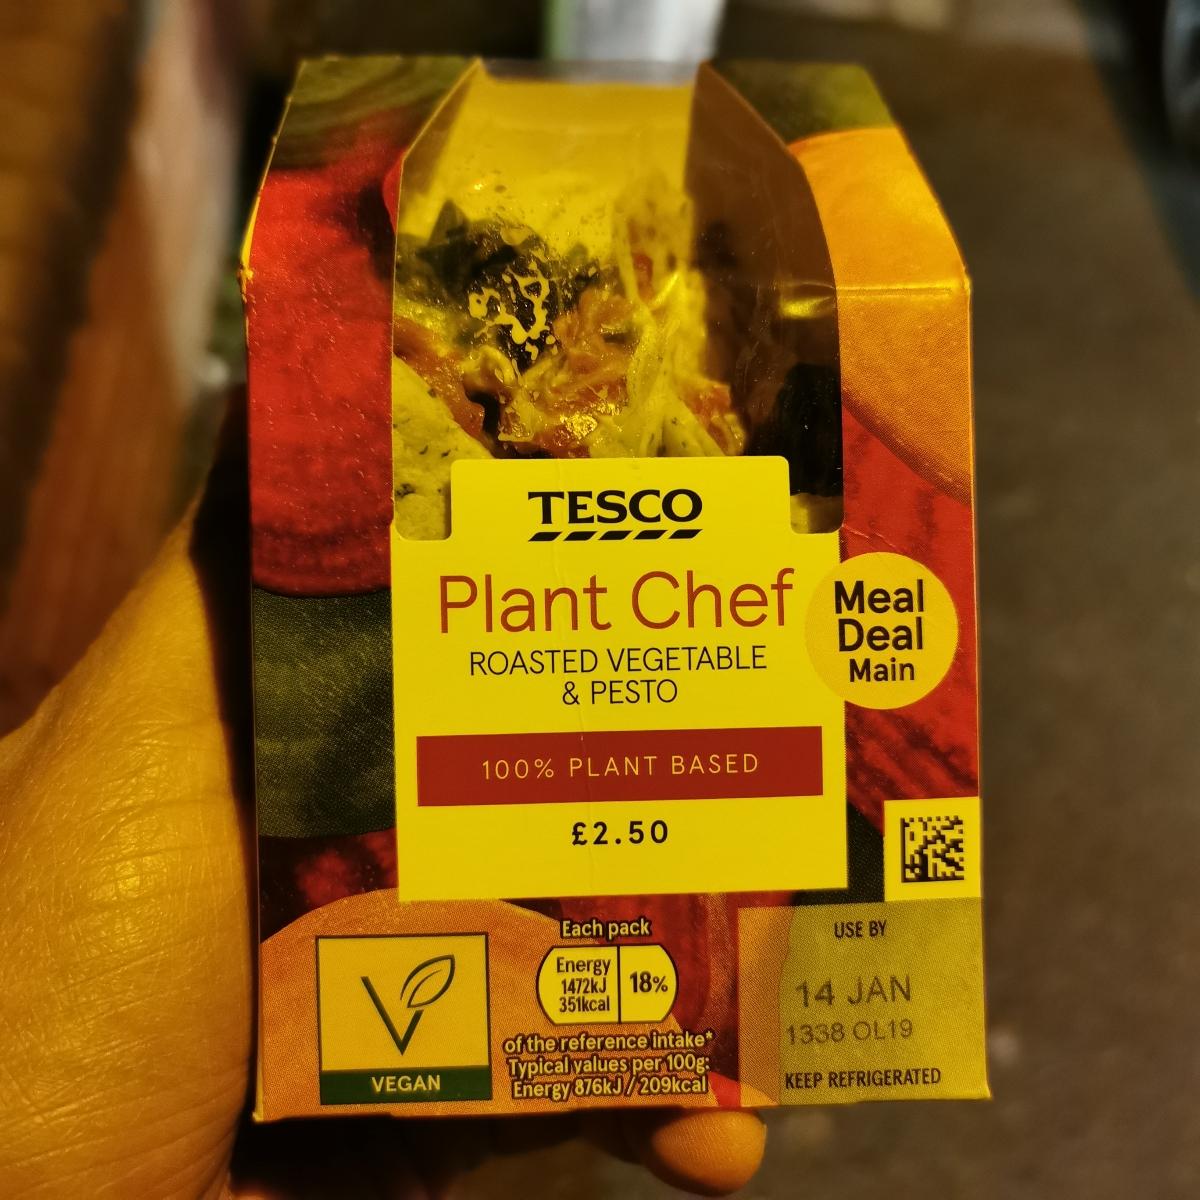 TESCO
Plant Chef
ROASTED VEGETABLE
& PESTO
Meal
Deal
Main
100% PLANT BASED
£2.50
VEGAN
Each pack
Energy
1472kJ
351kcal
18%
of the reference intake*
Typical values per 100g:
Energy 876kJ / 209kcal
USE BY
14 JAN
1338 OL19
KEEP REFRIGERATED